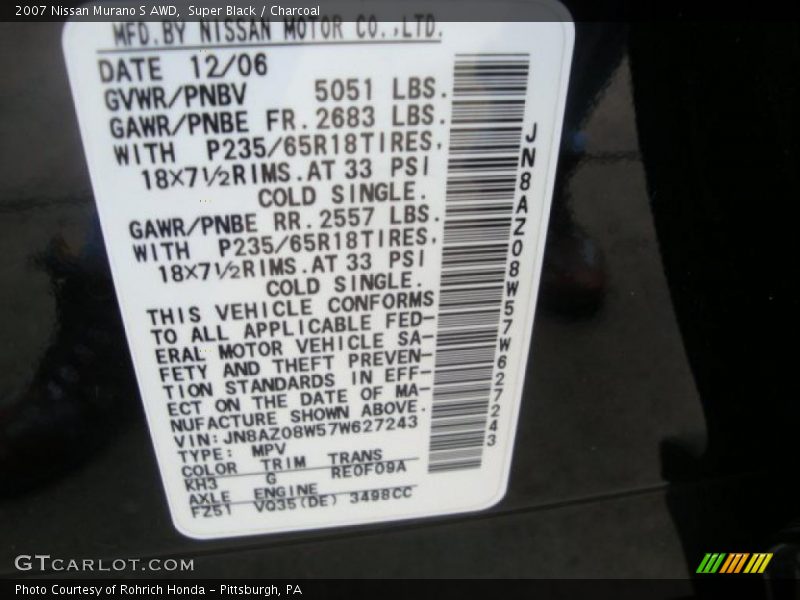 2007 Nissan Murano S AWD, Super Black / Charcoal
MFD.BY NISSAN MOTOR CO.,LTD.
DATE 12/06
GVWR/PNBV 5051 LBS.
GAWR/PNBE FR.2683 LBS.
WITH P235/65R18TIRES,
18X7½RIMS.AT 33 PSI
COLD SINGLE.
GAWR/PNBE RR.2557 LBS.
WITH P235/65R18TIRES,
18X7½RIMS.AT 33 PSI
COLD SINGLE.
THIS VEHICLE CONFORMS
TO ALL APPLICABLE FED-
ERAL MOTOR VEHICLE SA-
FETY AND THEFT PREVEN-
TION STANDARDS IN EFF-
ECT ON THE DATE OF MA-
NUFACTURE SHOWN ABOVE.
VIN:JN8AZ08W57W627243
TYPE: MPV
COLOR TRIM TRANS
KH3 G RE0F09A
AXLE ENGINE
FZ51 VQ35(DE) 3498CC
JN8AZ08W57W627243
GTCARLOT.COM
Photo Courtesy of Rohrich Honda - Pittsburgh, PA